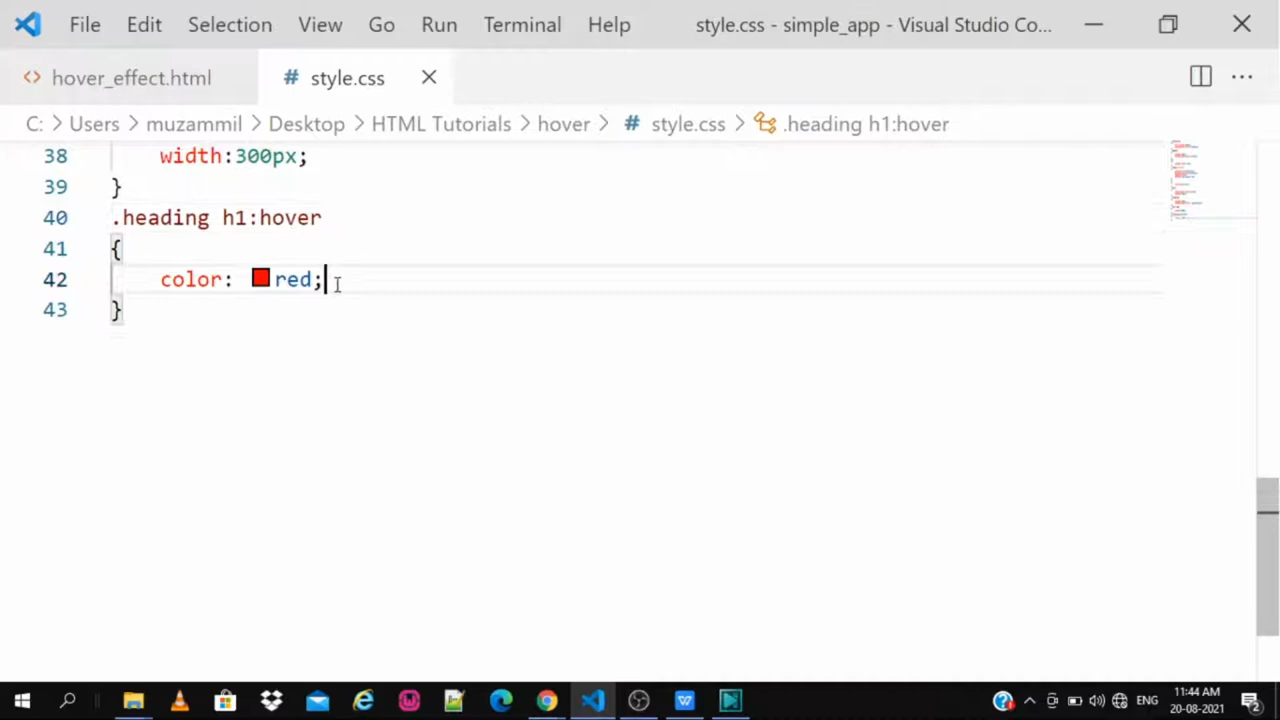 File Edit Selection View Go Run Terminal Help style.css - simple_app - Visual Studio Co...
hover_effect.html # style.css
C: > Users > muzammil > Desktop > HTML Tutorials > hover > # style.css > .heading h1:hover
38 width:300px;
39 }
40 .heading h1:hover
41 {
42 color: red;
43 }
ENG 11:44 AM
20-08-2021 2